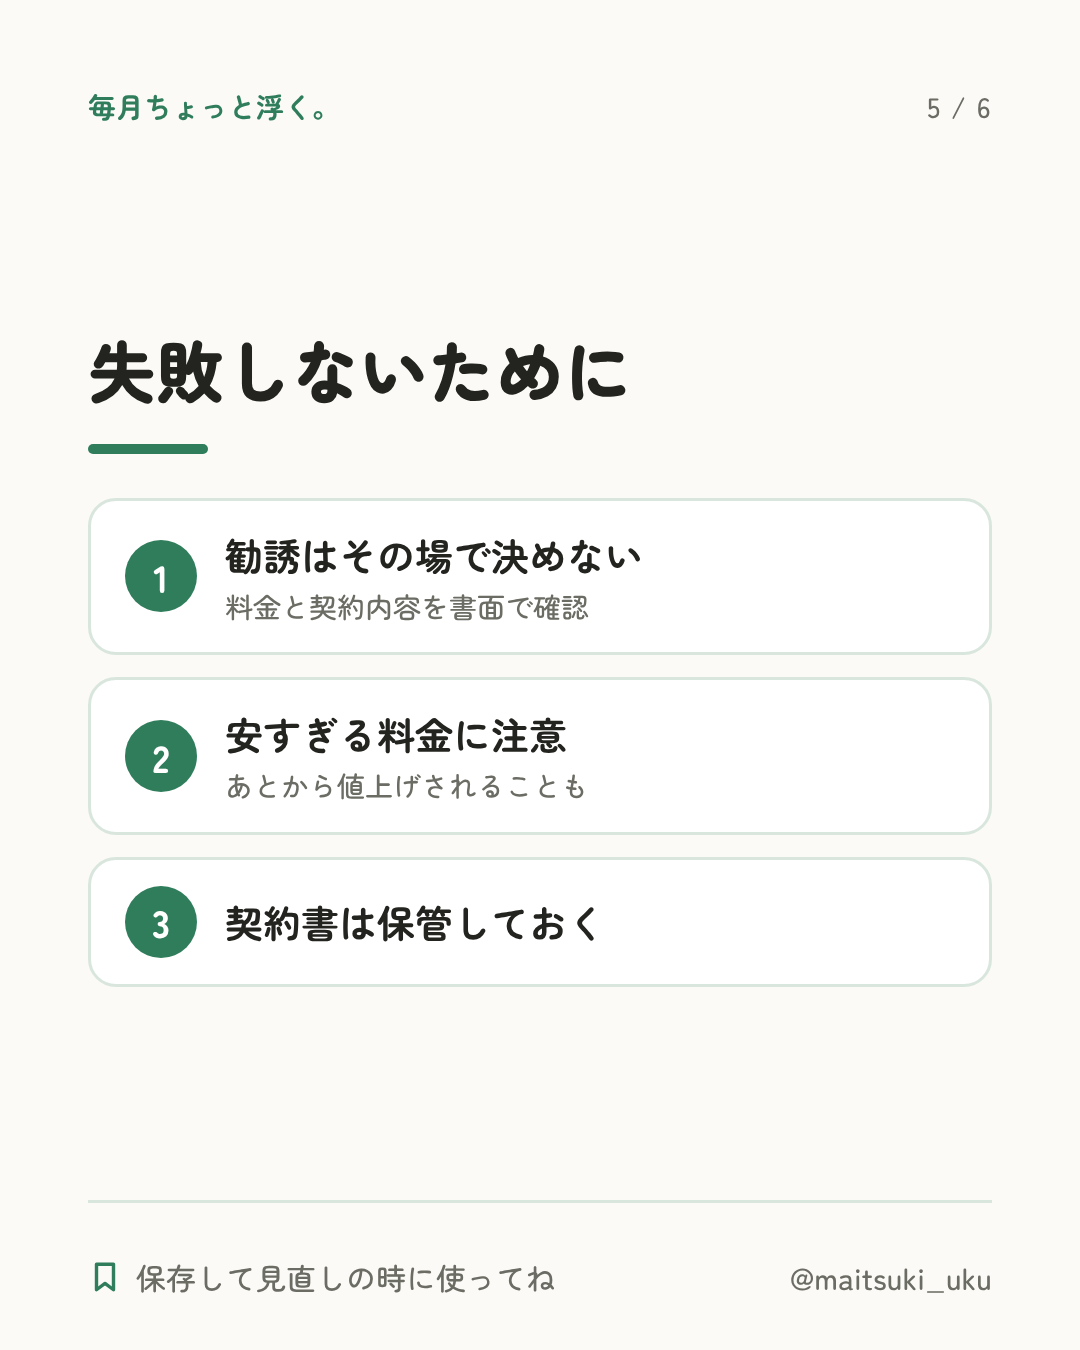 毎月ちょっと浮く。
5 / 6
失敗しないために
1
勧誘はその場で決めない
料金と契約内容を書面で確認
2
安すぎる料金に注意
あとから値上げされることも
3
契約書は保管しておく
保存して見直しの時に使ってね
@maitsuki_uku